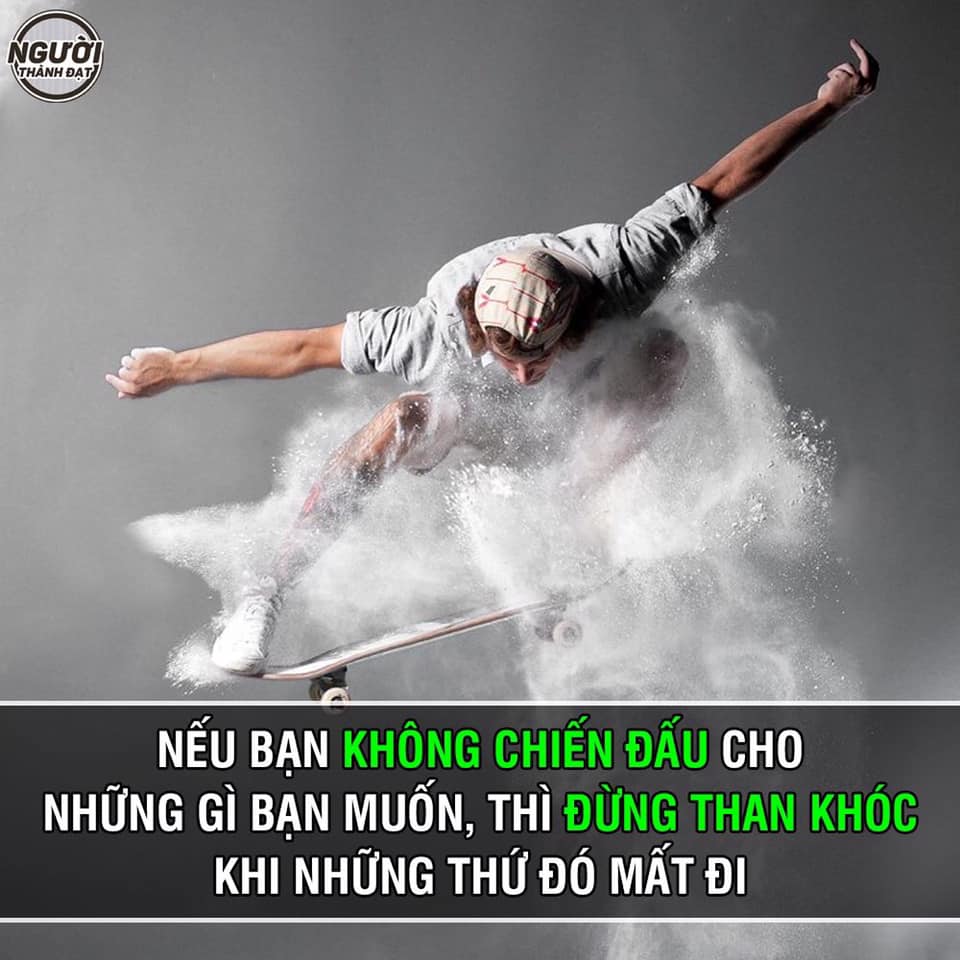 NGƯỜI
THÀNH ĐẠT
NẾU BẠN KHÔNG CHIẾN ĐẤU CHO
NHỮNG GÌ BẠN MUỐN, THÌ ĐỪNG THAN KHÓC
KHI NHỮNG THỨ ĐÓ MẤT ĐI